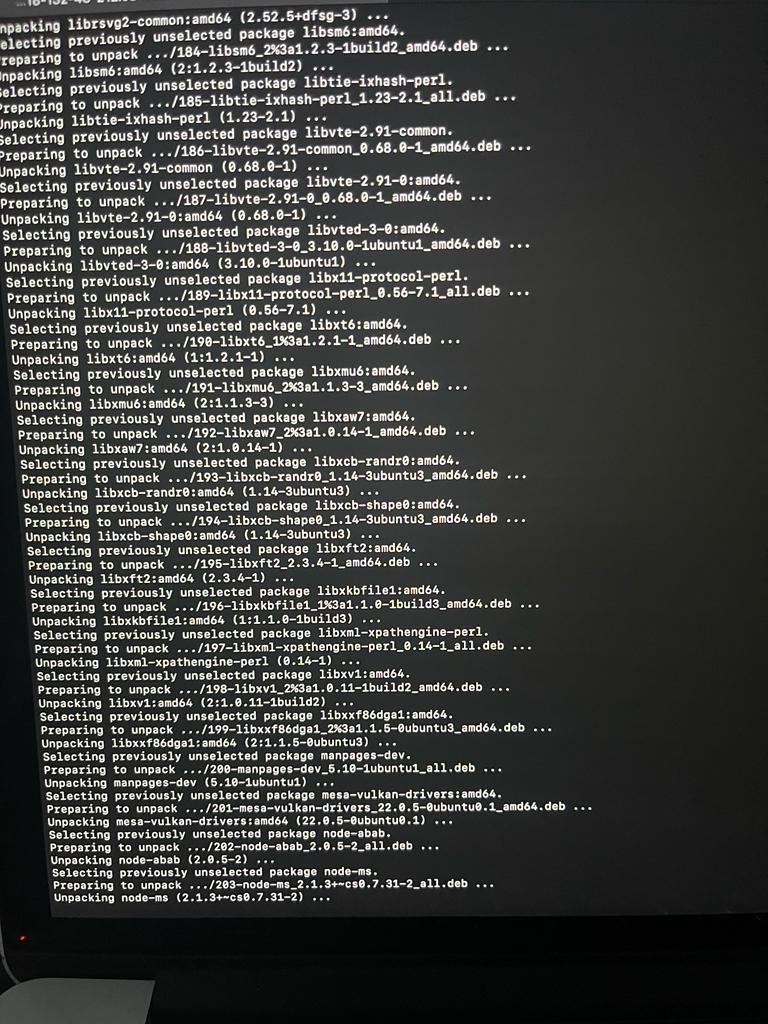 npacking librsvg2-common:amd64 (2.52.5+dfsg-3) ...
electing previously unselected package libsm6:amd64.
reparing to unpack .../184-libsm6_2%3a1.2.3-1build2_amd64.deb ...
npacking libsm6:amd64 (2:1.2.3-1build2) ...
Selecting previously unselected package libtie-ixhash-perl.
Preparing to unpack .../185-libtie-ixhash-perl_1.23-2.1_all.deb ...
Unpacking libtie-ixhash-perl (1.23-2.1) ...
Selecting previously unselected package libvte-2.91-common.
Preparing to unpack .../186-libvte-2.91-common_0.68.0-1_amd64.deb ...
Unpacking libvte-2.91-common (0.68.0-1) ...
Selecting previously unselected package libvte-2.91-0:amd64.
Preparing to unpack .../187-libvte-2.91-0_0.68.0-1_amd64.deb ...
Unpacking libvte-2.91-0:amd64 (0.68.0-1) ...
Selecting previously unselected package libvted-3-0:amd64.
Preparing to unpack .../188-libvted-3-0_3.10.0-1ubuntu1_amd64.deb ...
Unpacking libvted-3-0:amd64 (3.10.0-1ubuntu1) ...
Selecting previously unselected package libx11-protocol-perl.
Preparing to unpack .../189-libx11-protocol-perl_0.56-7.1_all.deb ...
Unpacking libx11-protocol-perl (0.56-7.1) ...
Selecting previously unselected package libxt6:amd64.
Preparing to unpack .../190-libxt6_1%3a1.2.1-1_amd64.deb ...
Unpacking libxt6:amd64 (1:1.2.1-1) ...
Selecting previously unselected package libxmu6:amd64.
Preparing to unpack .../191-libxmu6_2%3a1.1.3-3_amd64.deb ...
Unpacking libxmu6:amd64 (2:1.1.3-3) ...
Selecting previously unselected package libxaw7:amd64.
Preparing to unpack .../192-libxaw7_2%3a1.0.14-1_amd64.deb ...
Unpacking libxaw7:amd64 (2:1.0.14-1) ...
Selecting previously unselected package libxcb-randr0:amd64.
Preparing to unpack .../193-libxcb-randr0_1.14-3ubuntu3_amd64.deb ...
Unpacking libxcb-randr0:amd64 (1.14-3ubuntu3) ...
Selecting previously unselected package libxcb-shape0:amd64.
Preparing to unpack .../194-libxcb-shape0_1.14-3ubuntu3_amd64.deb ...
Unpacking libxcb-shape0:amd64 (1.14-3ubuntu3) ...
Selecting previously unselected package libxft2:amd64.
Preparing to unpack .../195-libxft2_2.3.4-1_amd64.deb ...
Unpacking libxft2:amd64 (2.3.4-1) ...
Selecting previously unselected package libxkbfile1:amd64.
Preparing to unpack .../196-libxkbfile1_1%3a1.1.0-1build3_amd64.deb ...
Unpacking libxkbfile1:amd64 (1:1.1.0-1build3) ...
Selecting previously unselected package libxml-xpathengine-perl.
Preparing to unpack .../197-libxml-xpathengine-perl_0.14-1_all.deb ...
Unpacking libxml-xpathengine-perl (0.14-1) ...
Selecting previously unselected package libxv1:amd64.
Preparing to unpack .../198-libxv1_2%3a1.0.11-1build2_amd64.deb ...
Unpacking libxv1:amd64 (2:1.0.11-1build2) ...
Selecting previously unselected package libxxf86dga1:amd64.
Preparing to unpack .../199-libxxf86dga1_2%3a1.1.5-0ubuntu3_amd64.deb ...
Unpacking libxxf86dga1:amd64 (2:1.1.5-0ubuntu3) ...
Selecting previously unselected package manpages-dev.
Preparing to unpack .../200-manpages-dev_5.10-1ubuntu1_all.deb ...
Unpacking manpages-dev (5.10-1ubuntu1) ...
Selecting previously unselected package mesa-vulkan-drivers:amd64.
Preparing to unpack .../201-mesa-vulkan-drivers_22.0.5-0ubuntu0.1_amd64.deb ...
Unpacking mesa-vulkan-drivers:amd64 (22.0.5-0ubuntu0.1) ...
Selecting previously unselected package node-abab.
Preparing to unpack .../202-node-abab_2.0.5-2_all.deb ...
Unpacking node-abab (2.0.5-2) ...
Selecting previously unselected package node-ms.
Preparing to unpack .../203-node-ms_2.1.3+~cs0.7.31-2_all.deb ...
Unpacking node-ms (2.1.3+~cs0.7.31-2) ...